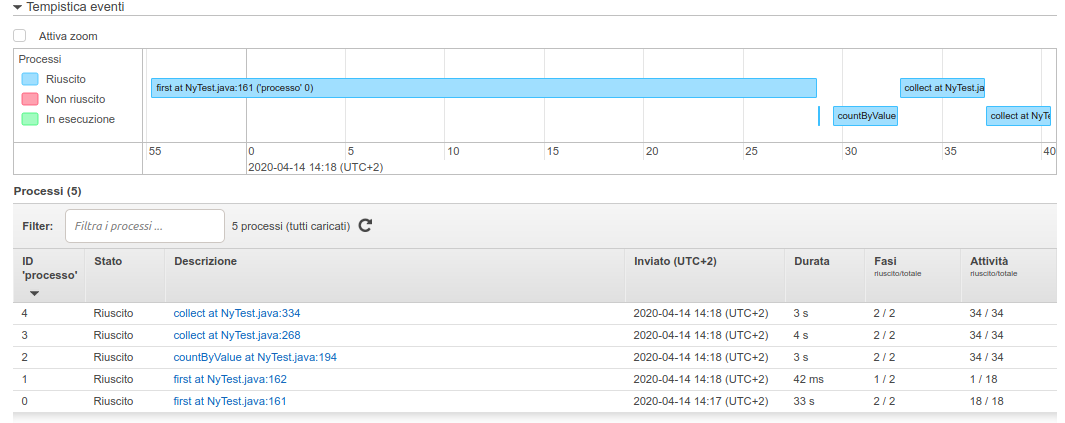 Tempistica eventi
Attiva zoom
Processi
Riuscito
Non riuscito
In esecuzione
first at NyTest.java:161 ('processo' 0)
collect at NyTest.ja
countByValue
collect at NyTe
55 0 5 10 15 20 25 30 35 40
2020-04-14 14:18 (UTC+2)
Processi (5)
Filter: Filtra i processi ... 5 processi (tutti caricati)
ID 'processo' Stato Descrizione Inviato (UTC+2) Durata Fasi riuscito/totale Attività riuscito/totale
4 Riuscito collect at NyTest.java:334 2020-04-14 14:18 (UTC+2) 3 s 2 / 2 34 / 34
3 Riuscito collect at NyTest.java:268 2020-04-14 14:18 (UTC+2) 4 s 2 / 2 34 / 34
2 Riuscito countByValue at NyTest.java:194 2020-04-14 14:18 (UTC+2) 3 s 2 / 2 34 / 34
1 Riuscito first at NyTest.java:162 2020-04-14 14:18 (UTC+2) 42 ms 1 / 2 1 / 18
0 Riuscito first at NyTest.java:161 2020-04-14 14:17 (UTC+2) 33 s 2 / 2 18 / 18